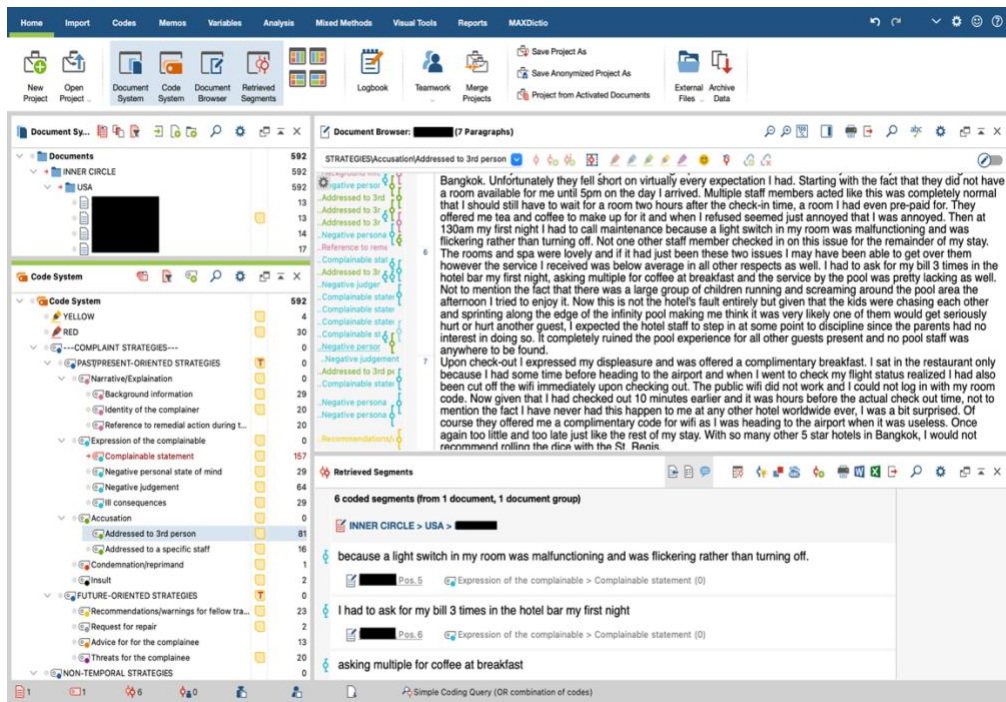 Home Import Codes Memos Variables Analysis Mixed Methods Visual Tools Reports MAXDictio
New Project
Open Project
Document System
Code System
Document Browser
Retrieved Segments
Logbook
Teamwork
Merge Projects
Save Project As
Save Anonymized Project As
Project from Activated Documents
External Files
Archive Data
Document Sy...
Documents 592
INNER CIRCLE 592
USA 592
13
13
14
17
Code System
Code System 592
YELLOW 4
RED 30
---COMPLAINT STRATEGIES--- 0
PAST/PRESENT-ORIENTED STRATEGIES 0
Narrative/Explanation 0
Background information 29
Identity of the complainer 20
Reference to remedial action during t... 20
Expression of the complainable 0
Complainable statement 157
Negative personal state of mind 29
Negative judgement 64
Ill consequences 29
Accusation 0
Addressed to 3rd person 81
Addressed to a specific staff 16
Condemnation/reprimand 1
Insult 2
FUTURE-ORIENTED STRATEGIES 0
Recommendations/warnings for fellow tra... 23
Request for repair 2
Advice for for the complainee 13
Threats for the complainee 20
NON-TEMPORAL STRATEGIES 0
Document Browser: (7 Paragraphs)
STRATEGIES\Accusation\Addressed to 3rd person
..Addressed to 3rd
..Addressed to 3r
..Addressed to 3r
..Negative person
..Reference to reme
..Complainable stat
..Addressed to 3r
..Negative judger
..Complainable stater
..Complainable stater
..Complainable stater
..Complainable stat
..Negative person
..Negative judgement
..Addressed to 3rd pe
..Complainable state
..Negative persona
..Negative persona
Bangkok. Unfortunately they fell short on virtually every expectation I had. Starting with the fact that they did not have
a room available for me until 5pm on the day I arrived. Multiple staff members acted like this was completely normal
that I should still have to wait for a room two hours after the check-in time, a room I had even pre-paid for. They
offered me tea and coffee to make up for it and when I refused seemed just annoyed that I was annoyed. Then at
130am my first night I had to call maintenance because a light switch in my room was malfunctioning and was
flickering rather than turning off. Not one other staff member checked in on this issue for the remainder of my stay.
6 The rooms and spa were lovely and if it had just been these two issues I may have been able to get over them
however the service I received was below average in all other respects as well. I had to ask for my bill 3 times in the
hotel bar my first night, asking multiple for coffee at breakfast and the service by the pool was pretty lacking as well.
Not to mention the fact that there was a large group of children running and screaming around the pool area the
afternoon I tried to enjoy it. Now this is not the hotel's fault entirely but given that the kids were chasing each other
and sprinting along the edge of the infinity pool making me think it was very likely one of them would get seriously
hurt or hurt another guest, I expected the hotel staff to step in at some point to discipline since the parents had no
interest in doing so. It completely ruined the pool experience for all other guests present and no pool staff was
anywhere to be found.
7 Upon check-out I expressed my displeasure and was offered a complimentary breakfast. I sat in the restaurant only
because I had some time before heading to the airport and when I went to check my flight status realized I had also
been cut off the wifi immediately upon checking out. The public wifi did not work and I could not log in with my room
code. Now given that I had checked out 10 minutes earlier and it was hours before the actual check out time, not to
mention the fact I have never had this happen to me at any other hotel worldwide ever, I was a bit surprised. Of
course they offered me a complimentary code for wifi as I was heading to the airport when it was useless. Once
again too little and too late just like the rest of my stay. With so many other 5 star hotels in Bangkok, I would not
recommend rolling the dice with the St. Regis.
Retrieved Segments
6 coded segments (from 1 document, 1 document group)
INNER CIRCLE > USA >
because a light switch in my room was malfunctioning and was flickering rather than turning off.
Pos. 5 Expression of the complainable > Complainable statement (0)
I had to ask for my bill 3 times in the hotel bar my first night
Pos. 6 Expression of the complainable > Complainable statement (0)
asking multiple for coffee at breakfast
1 1 6 0 Simple Coding Query (OR combination of codes)